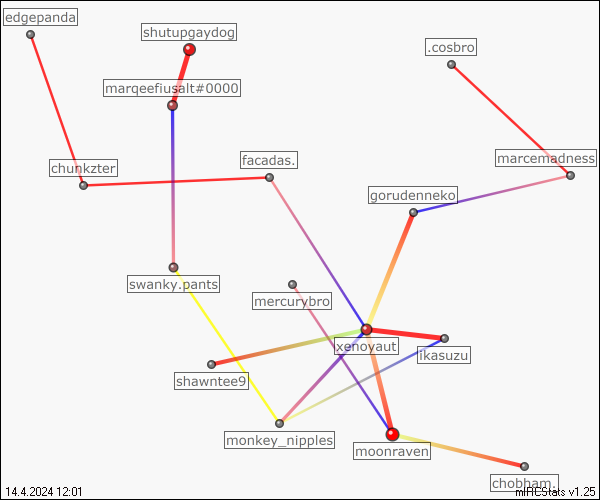 edgepanda
shutupgaydog
.cosbro
marqeefiusalt#0000
facadas.
marcemadness
chunkzter
gorudenneko
swanky.pants
mercurybro
xenoyaut
ikasuzu
shawntee9
monkey_nipples
moonraven
chobham.
14.4.2024 12:01
mIRCStats v1.25